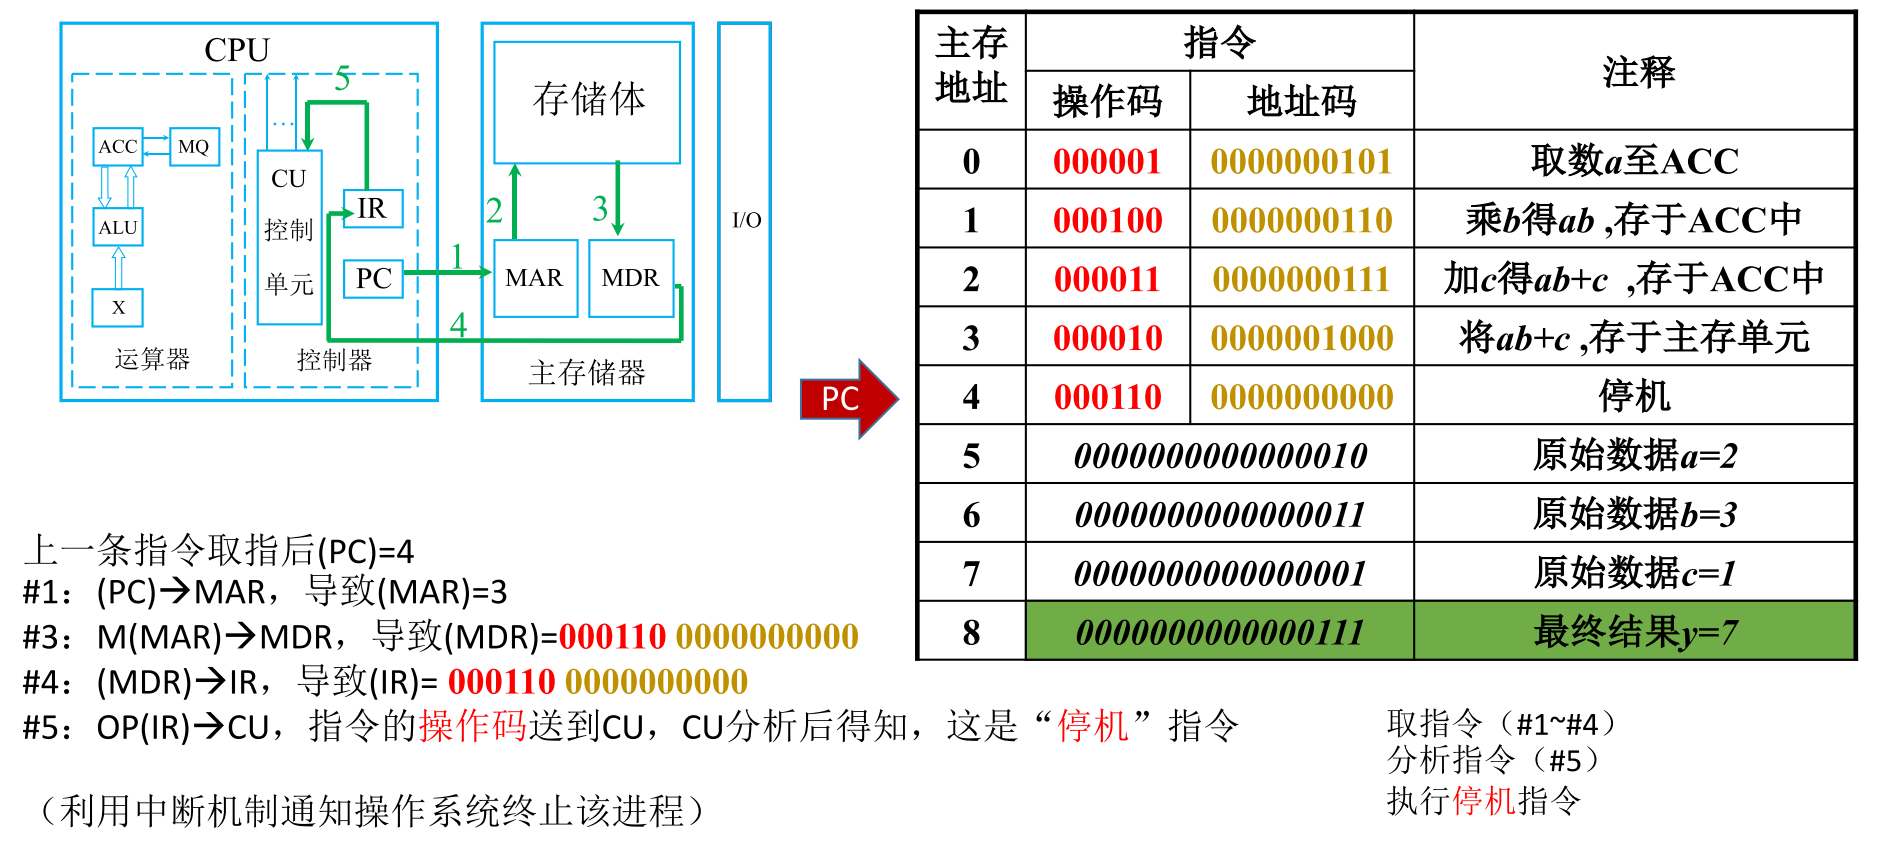 CPU
5
ACC
MQ
ALU
X
运算器
…
CU
控制
单元
IR
PC
控制器
1
2
3
4
存储体
MAR
MDR
主存储器
I/O
PC
主存地址 指令 注释
操作码 地址码
0 000001 0000000101 取数a至ACC
1 000100 0000000110 乘b得ab ,存于ACC中
2 000011 0000000111 加c得ab+c ,存于ACC中
3 000010 0000001000 将ab+c ,存于主存单元
4 000110 0000000000 停机
5 0000000000000010 原始数据a=2
6 0000000000000011 原始数据b=3
7 0000000000000001 原始数据c=1
8 0000000000000111 最终结果y=7
上一条指令取指后(PC)=4
#1：(PC)→MAR，导致(MAR)=3
#3：M(MAR)→MDR，导致(MDR)=000110 0000000000
#4：(MDR)→IR，导致(IR)= 000110 0000000000
#5：OP(IR)→CU，指令的操作码送到CU，CU分析后得知，这是“停机”指令
（利用中断机制通知操作系统终止该进程）
取指令（#1~#4）
分析指令（#5）
执行停机指令